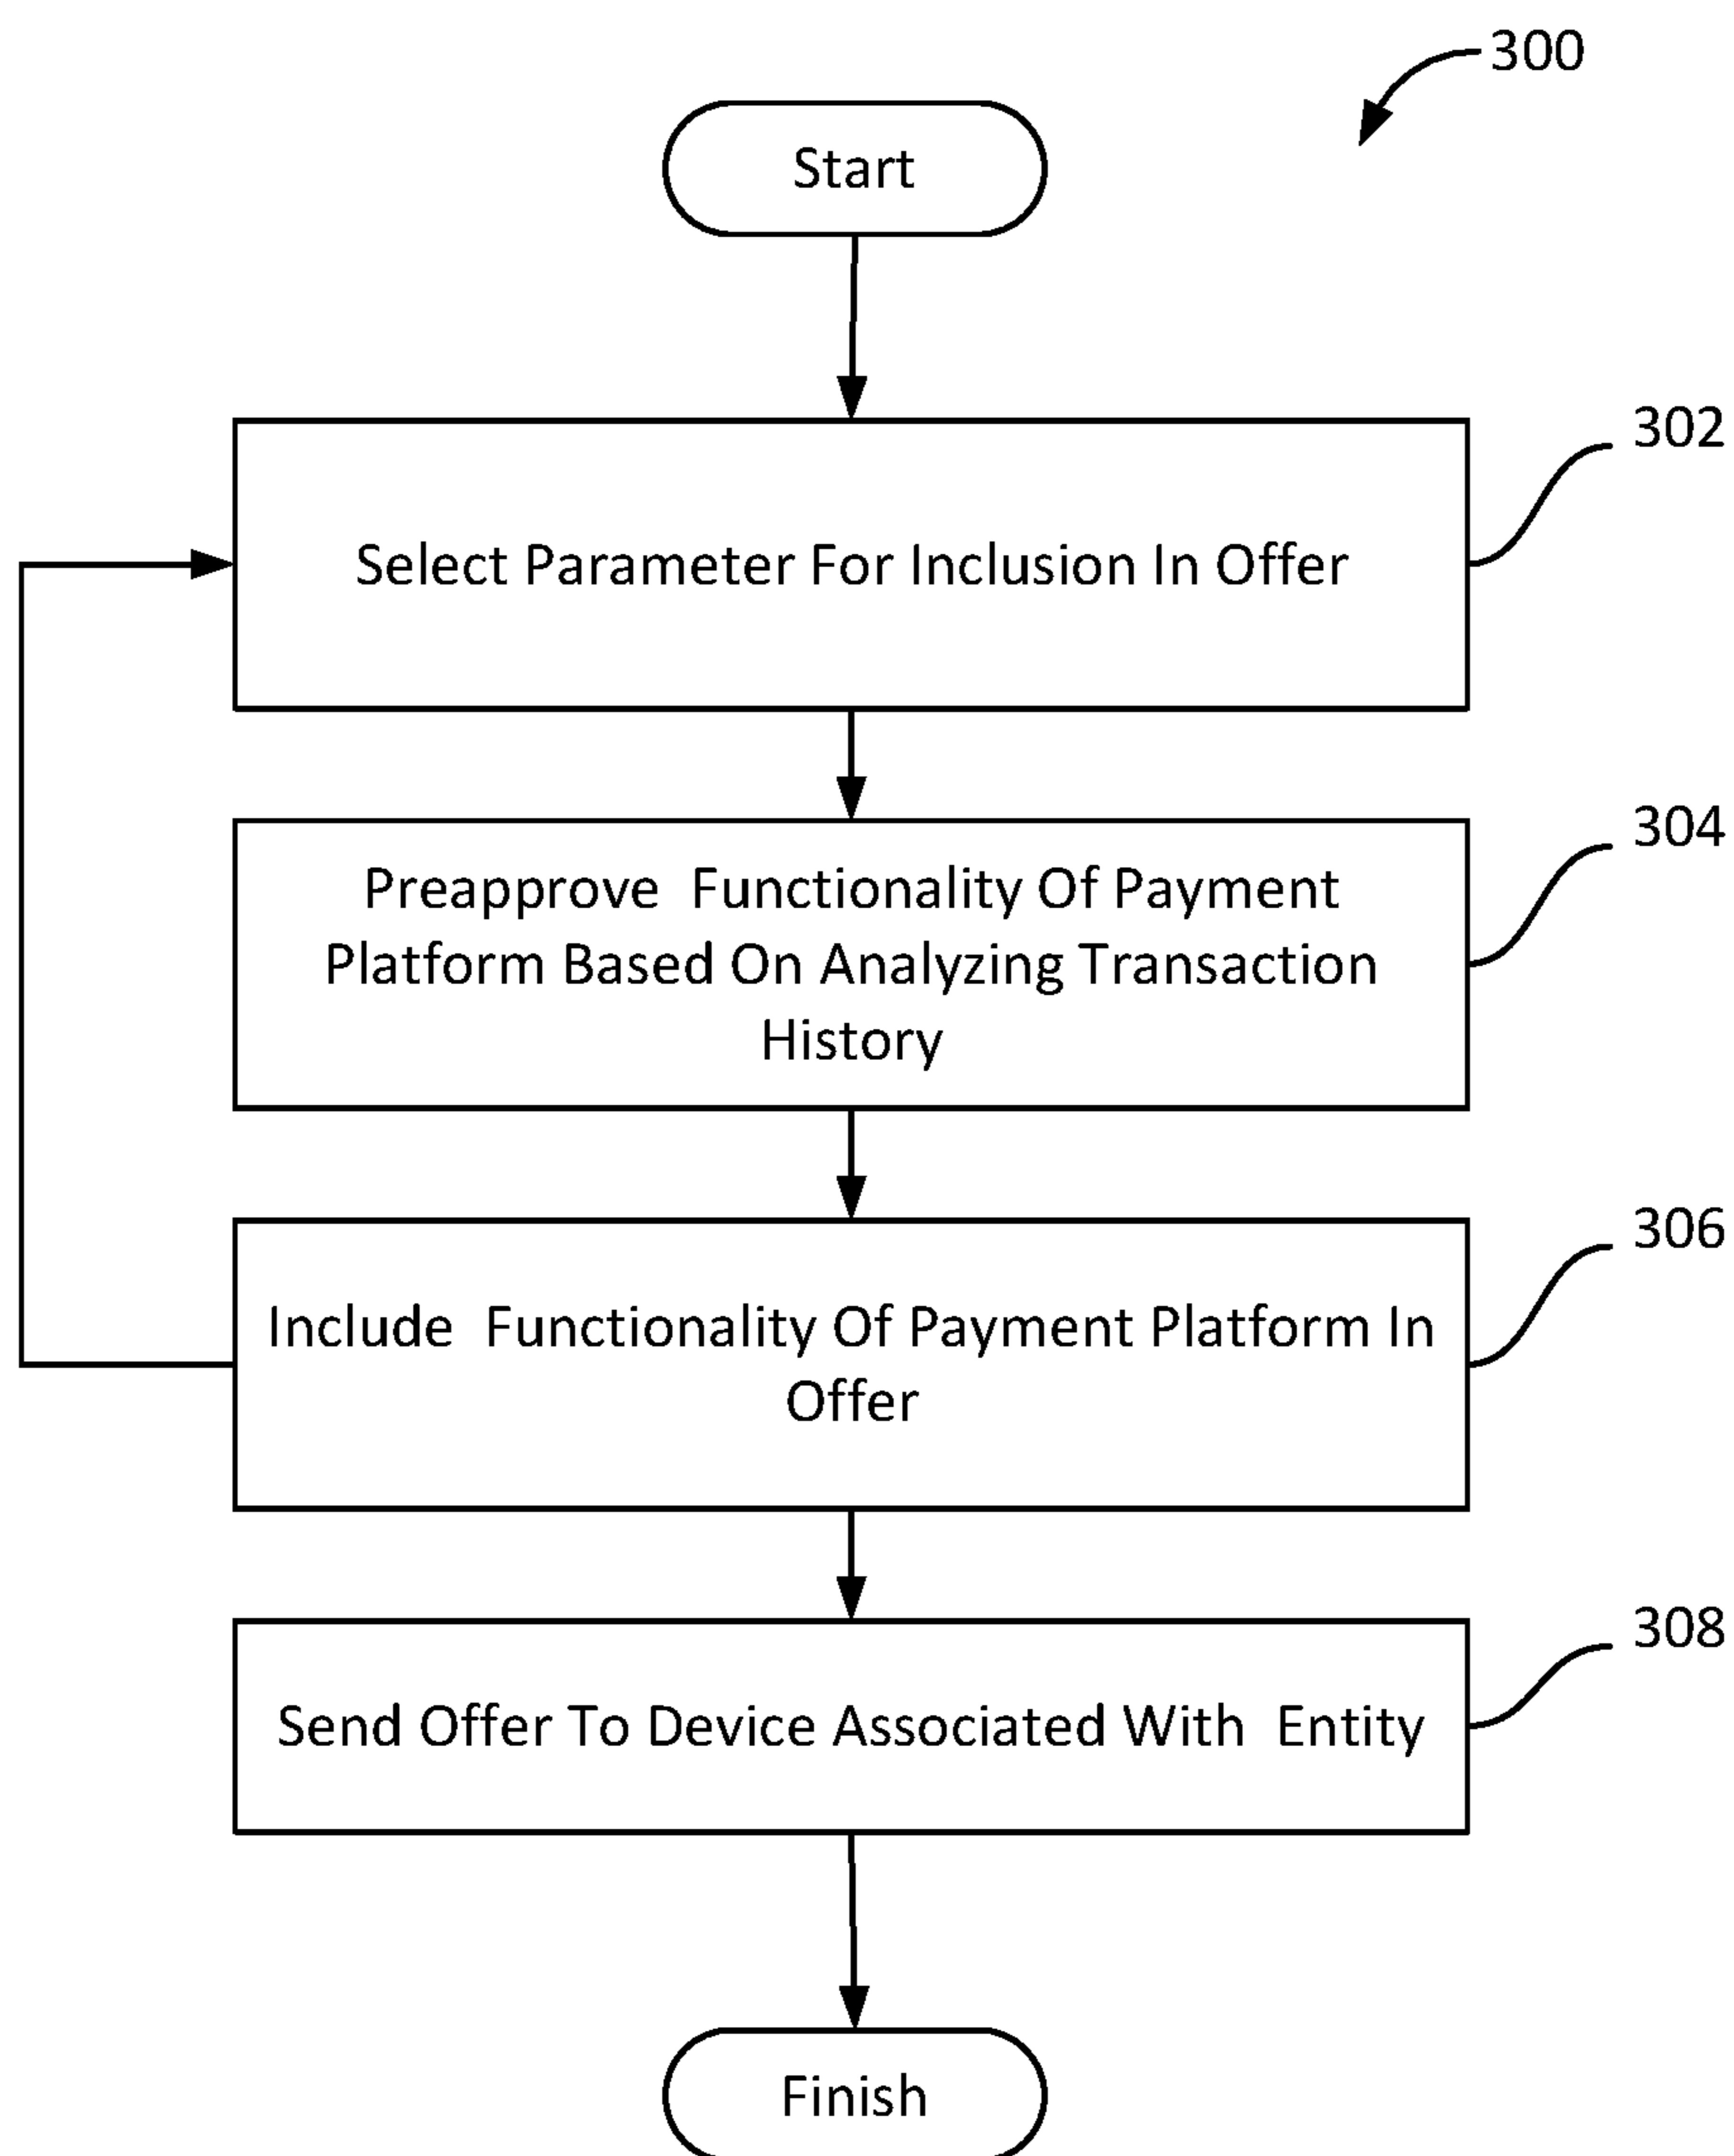 300
Start
302
Select Parameter For Inclusion In Offer
304
Preapprove Functionality Of Payment
Platform Based On Analyzing Transaction
History
306
Include Functionality Of Payment Platform In
Offer
308
Send Offer To Device Associated With Entity
Finish